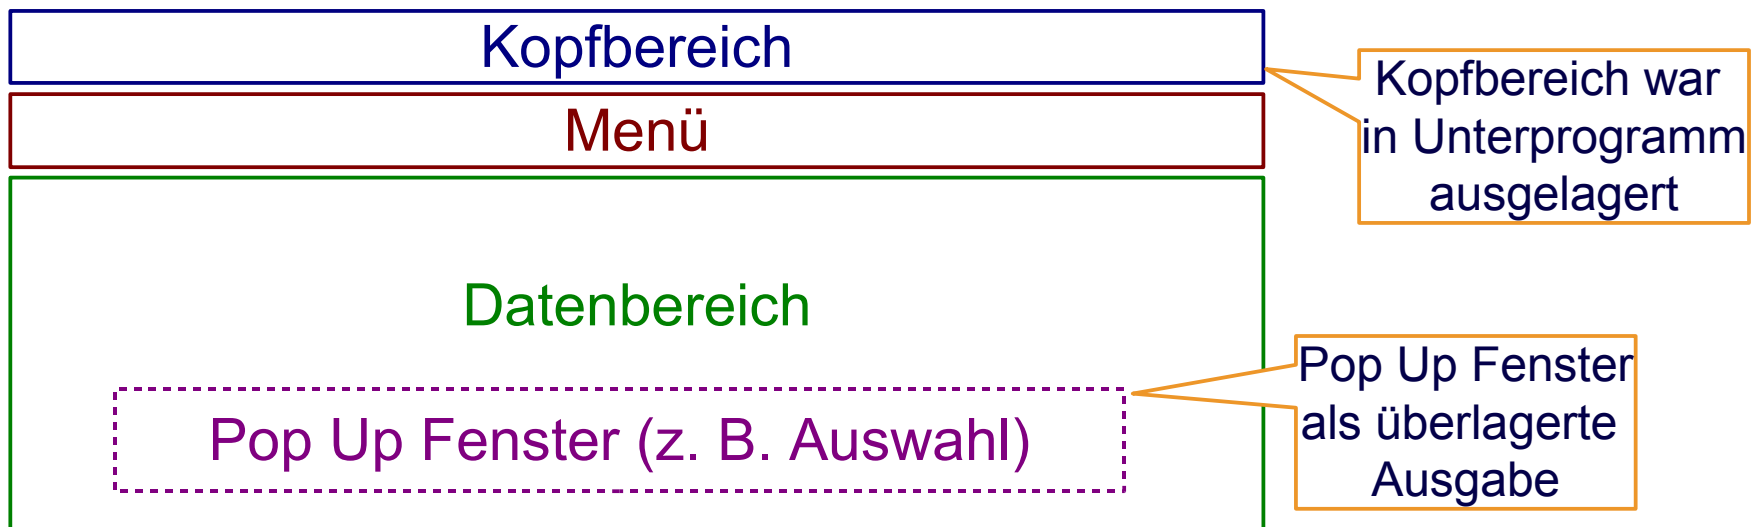 Kopfbereich
Kopfbereich war
in Unterprogramm
ausgelagert
Menü
Datenbereich
Pop Up Fenster
als überlagerte
Ausgabe
Pop Up Fenster (z. B. Auswahl)